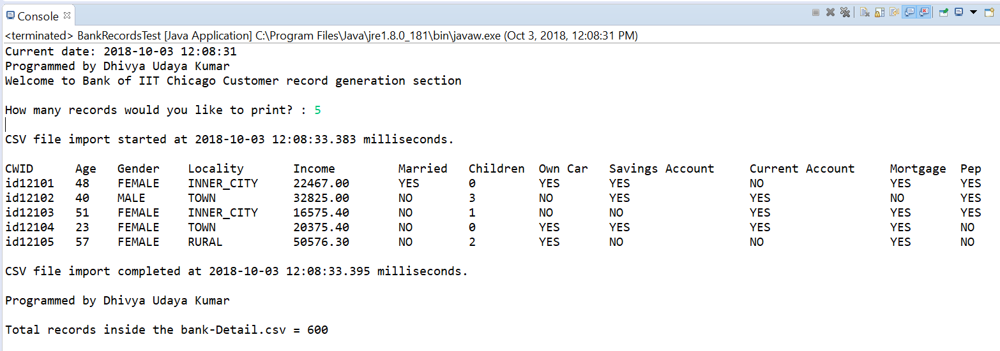 Console
<terminated> BankRecordsTest [Java Application] C:\Program Files\Java\jre1.8.0_181\bin\javaw.exe (Oct 3, 2018, 12:08:31 PM)
Current date: 2018-10-03 12:08:31
Programmed by Dhivya Udaya Kumar
Welcome to Bank of IIT Chicago Customer record generation section
How many records would you like to print? : 5
CSV file import started at 2018-10-03 12:08:33.383 milliseconds.
CWID Age Gender Locality Income Married Children Own Car Savings Account Current Account Mortgage Pep
id12101 48 FEMALE INNER_CITY 22467.00 YES 0 YES YES NO YES YES
id12102 40 MALE TOWN 32825.00 NO 3 NO YES YES NO YES
id12103 51 FEMALE INNER_CITY 16575.40 NO 1 NO NO YES YES YES
id12104 23 FEMALE TOWN 20375.40 NO 0 YES YES YES YES NO
id12105 57 FEMALE RURAL 50576.30 NO 2 YES NO NO YES NO
CSV file import completed at 2018-10-03 12:08:33.395 milliseconds.
Programmed by Dhivya Udaya Kumar
Total records inside the bank-Detail.csv = 600